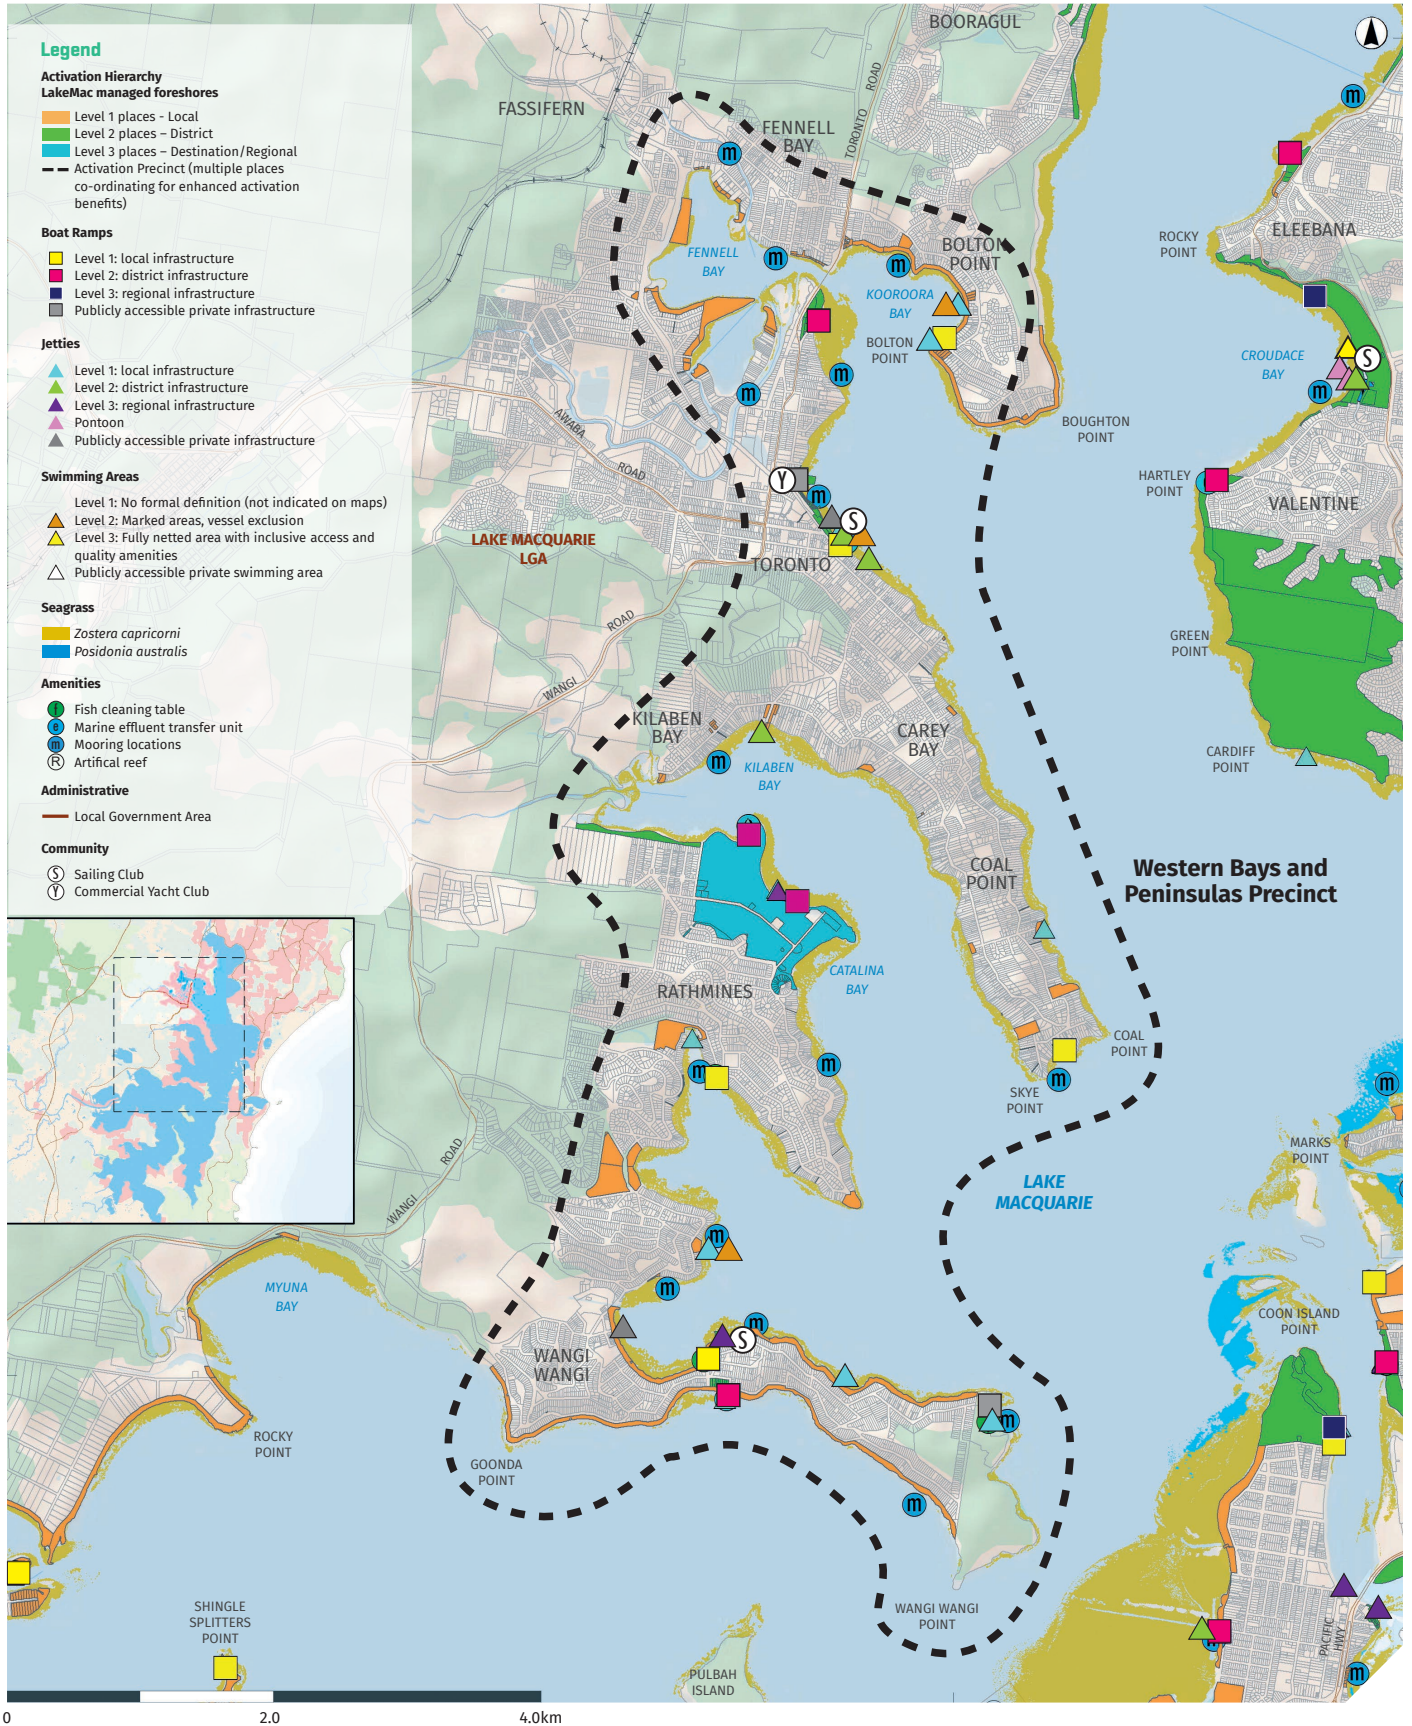 Legend
Activation Hierarchy
LakeMac managed foreshores
Level 1 places - Local
Level 2 places – District
Level 3 places – Destination/Regional
Activation Precinct (multiple places
co-ordinating for enhanced activation
benefits)
Boat Ramps
Level 1: local infrastructure
Level 2: district infrastructure
Level 3: regional infrastructure
Publicly accessible private infrastructure
Jetties
Level 1: local infrastructure
Level 2: district infrastructure
Level 3: regional infrastructure
Pontoon
Publicly accessible private infrastructure
Swimming Areas
Level 1: No formal definition (not indicated on maps)
Level 2: Marked areas, vessel exclusion
Level 3: Fully netted area with inclusive access and
quality amenities
Publicly accessible private swimming area
Seagrass
Zostera capricorni
Posidonia australis
Amenities
f Fish cleaning table
e Marine effluent transfer unit
m Mooring locations
R Artifical reef
Administrative
Local Government Area
Community
S Sailing Club
Y Commercial Yacht Club
BOORAGUL
FASSIFERN
TORONTO ROAD
FENNELL
BAY
m
m
ROCKY
POINT
ELEEBANA
BOLTON
POINT
FENNELL
BAY
m
m
KOOROORA
BAY
BOLTON
POINT
CROUDACE
BAY
S
m
m
m
BOUGHTON
POINT
AWABA
ROAD
Y
m
S
HARTLEY
POINT
VALENTINE
LAKE MACQUARIE
LGA
TORONTO
ROAD
WANGI
GREEN
POINT
KILABEN
BAY
m
KILABEN
BAY
CAREY
BAY
CARDIFF
POINT
COAL
POINT
Western Bays and
Peninsulas Precinct
CATALINA
BAY
RATHMINES
COAL
POINT
m
m
m
SKYE
POINT
m
MARKS
POINT
ROAD
WANGI
LAKE
MACQUARIE
m
m
MYUNA
BAY
COON ISLAND
POINT
m
S
WANGI
WANGI
m
ROCKY
POINT
GOONDA
POINT
m
SHINGLE
SPLITTERS
POINT
WANGI WANGI
POINT
PACIFIC
HWY
m
PULBAH
ISLAND
m
0
2.0
4.0km